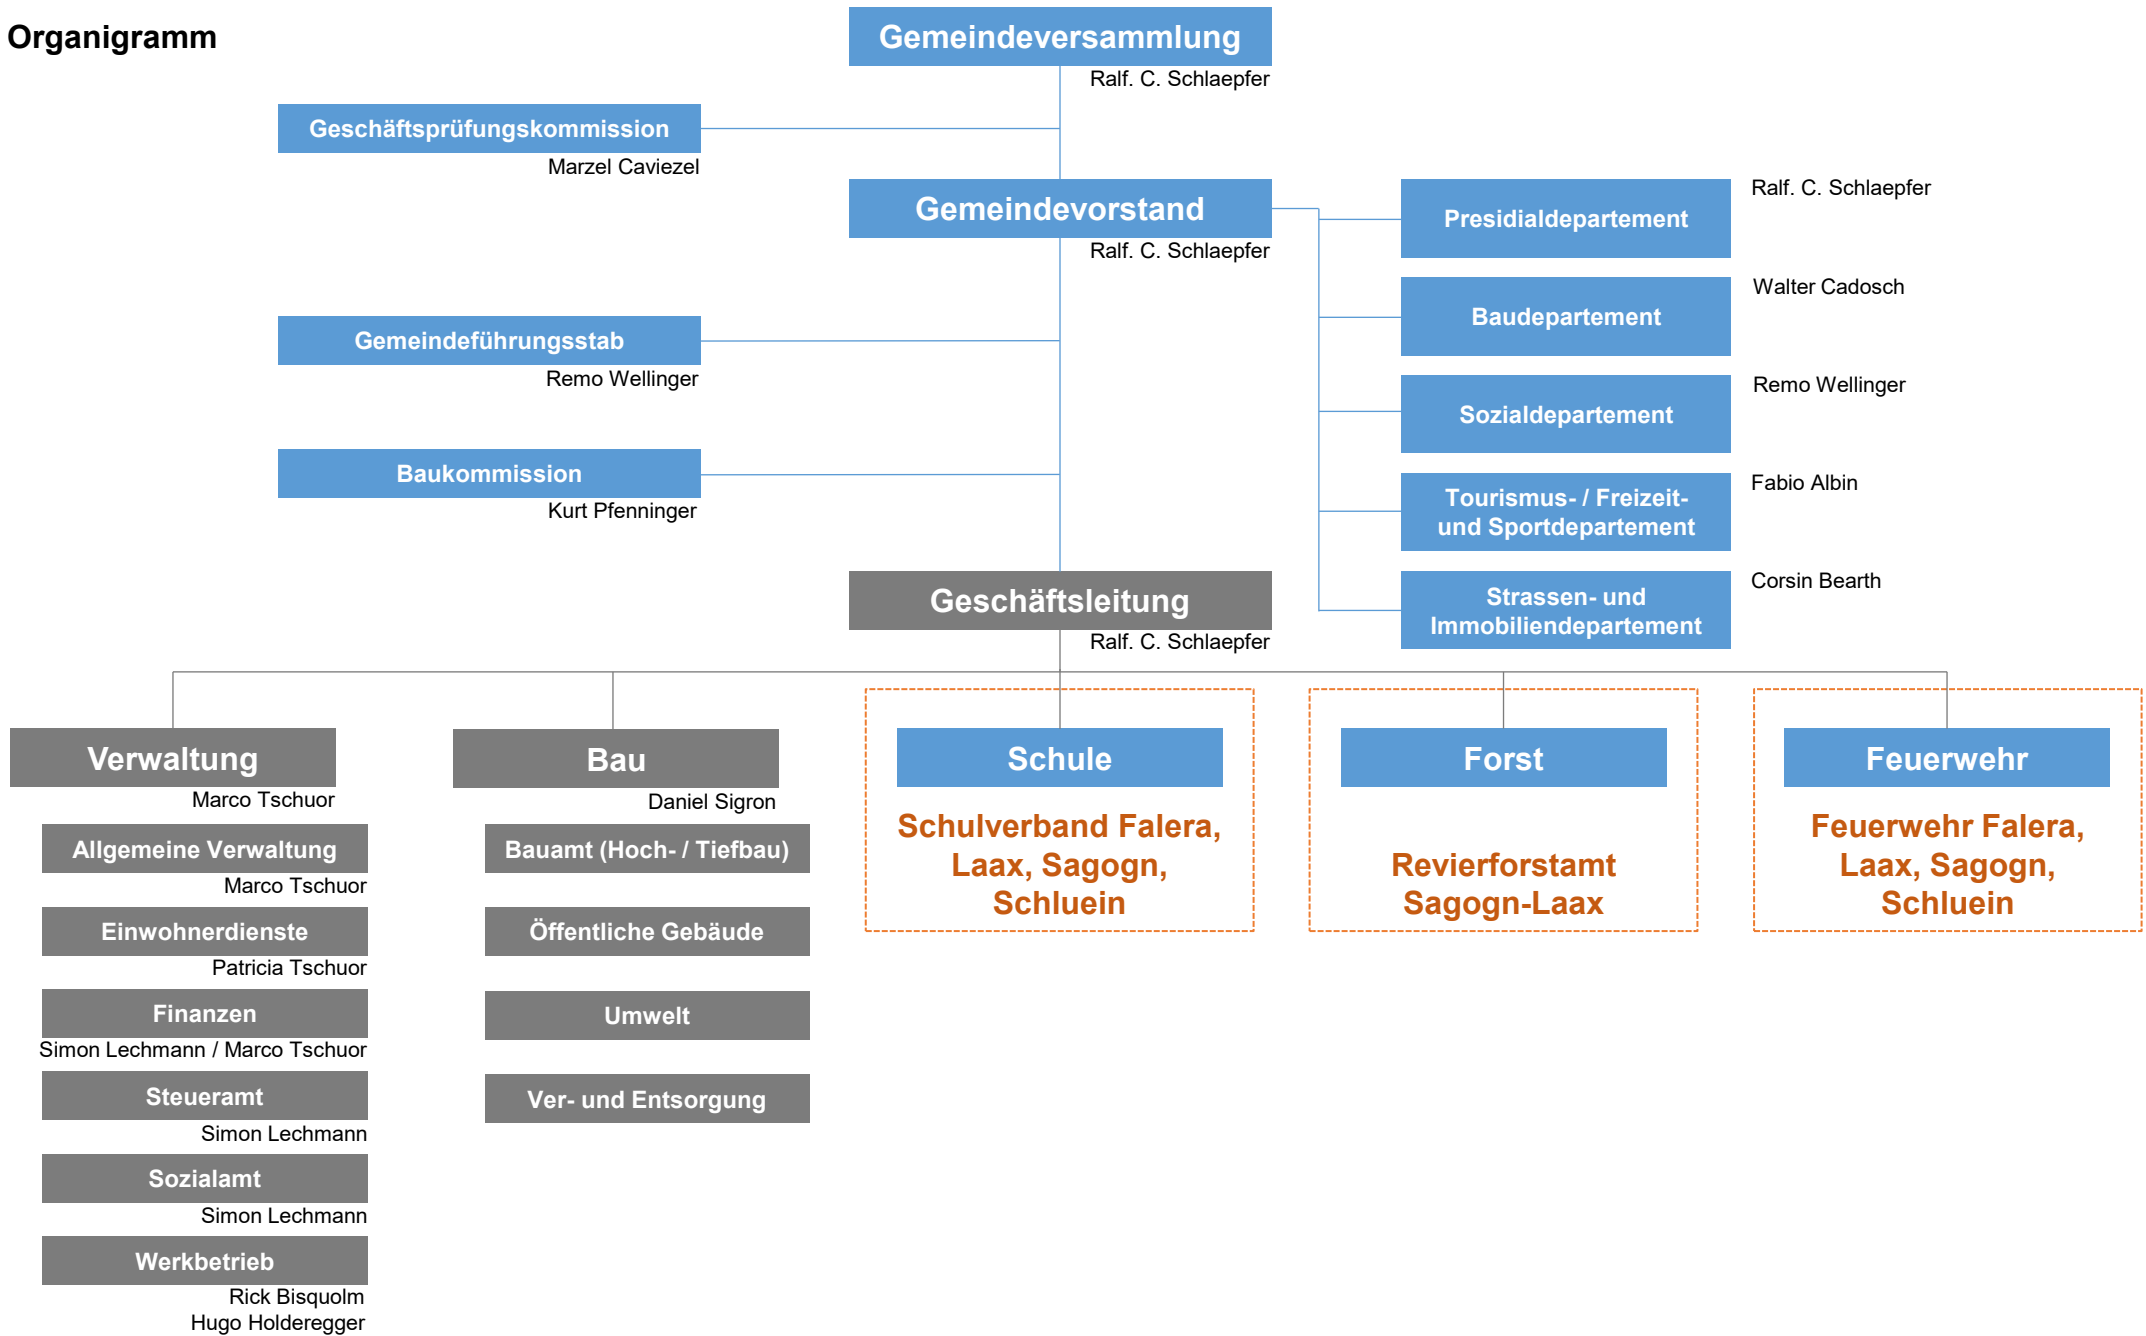 Organigramm
Gemeindeversammlung
Ralf. C. Schlaepfer
Geschäftsprüfungskommission
Marzel Caviezel
Gemeindevorstand
Ralf. C. Schlaepfer
Presidialdepartement
Ralf. C. Schlaepfer
Baudepartement
Walter Cadosch
Sozialdepartement
Remo Wellinger
Tourismus- / Freizeit-
und Sportdepartement
Fabio Albin
Strassen- und
Immobiliendepartement
Corsin Bearth
Gemeindeführungsstab
Remo Wellinger
Baukommission
Kurt Pfenninger
Geschäftsleitung
Ralf. C. Schlaepfer
Verwaltung
Marco Tschuor
Allgemeine Verwaltung
Marco Tschuor
Einwohnerdienste
Patricia Tschuor
Finanzen
Simon Lechmann / Marco Tschuor
Steueramt
Simon Lechmann
Sozialamt
Simon Lechmann
Werkbetrieb
Rick Bisquolm
Hugo Holderegger
Bau
Daniel Sigron
Bauamt (Hoch- / Tiefbau)
Öffentliche Gebäude
Umwelt
Ver- und Entsorgung
Schule
Schulverband Falera,
Laax, Sagogn,
Schluein
Forst
Revierforstamt
Sagogn-Laax
Feuerwehr
Feuerwehr Falera,
Laax, Sagogn,
Schluein